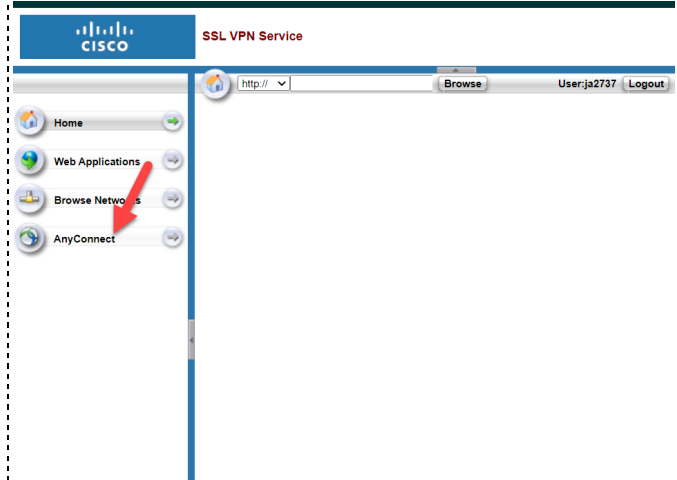 CISCO
SSL VPN Service
http://
Browse
User:ja2737
Logout
Home
Web Applications
Browse Networks
AnyConnect